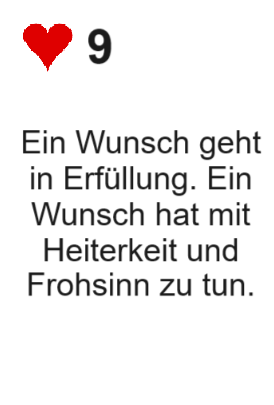 9
Ein Wunsch geht
in Erfüllung. Ein
Wunsch hat mit
Heiterkeit und
Frohsinn zu tun.